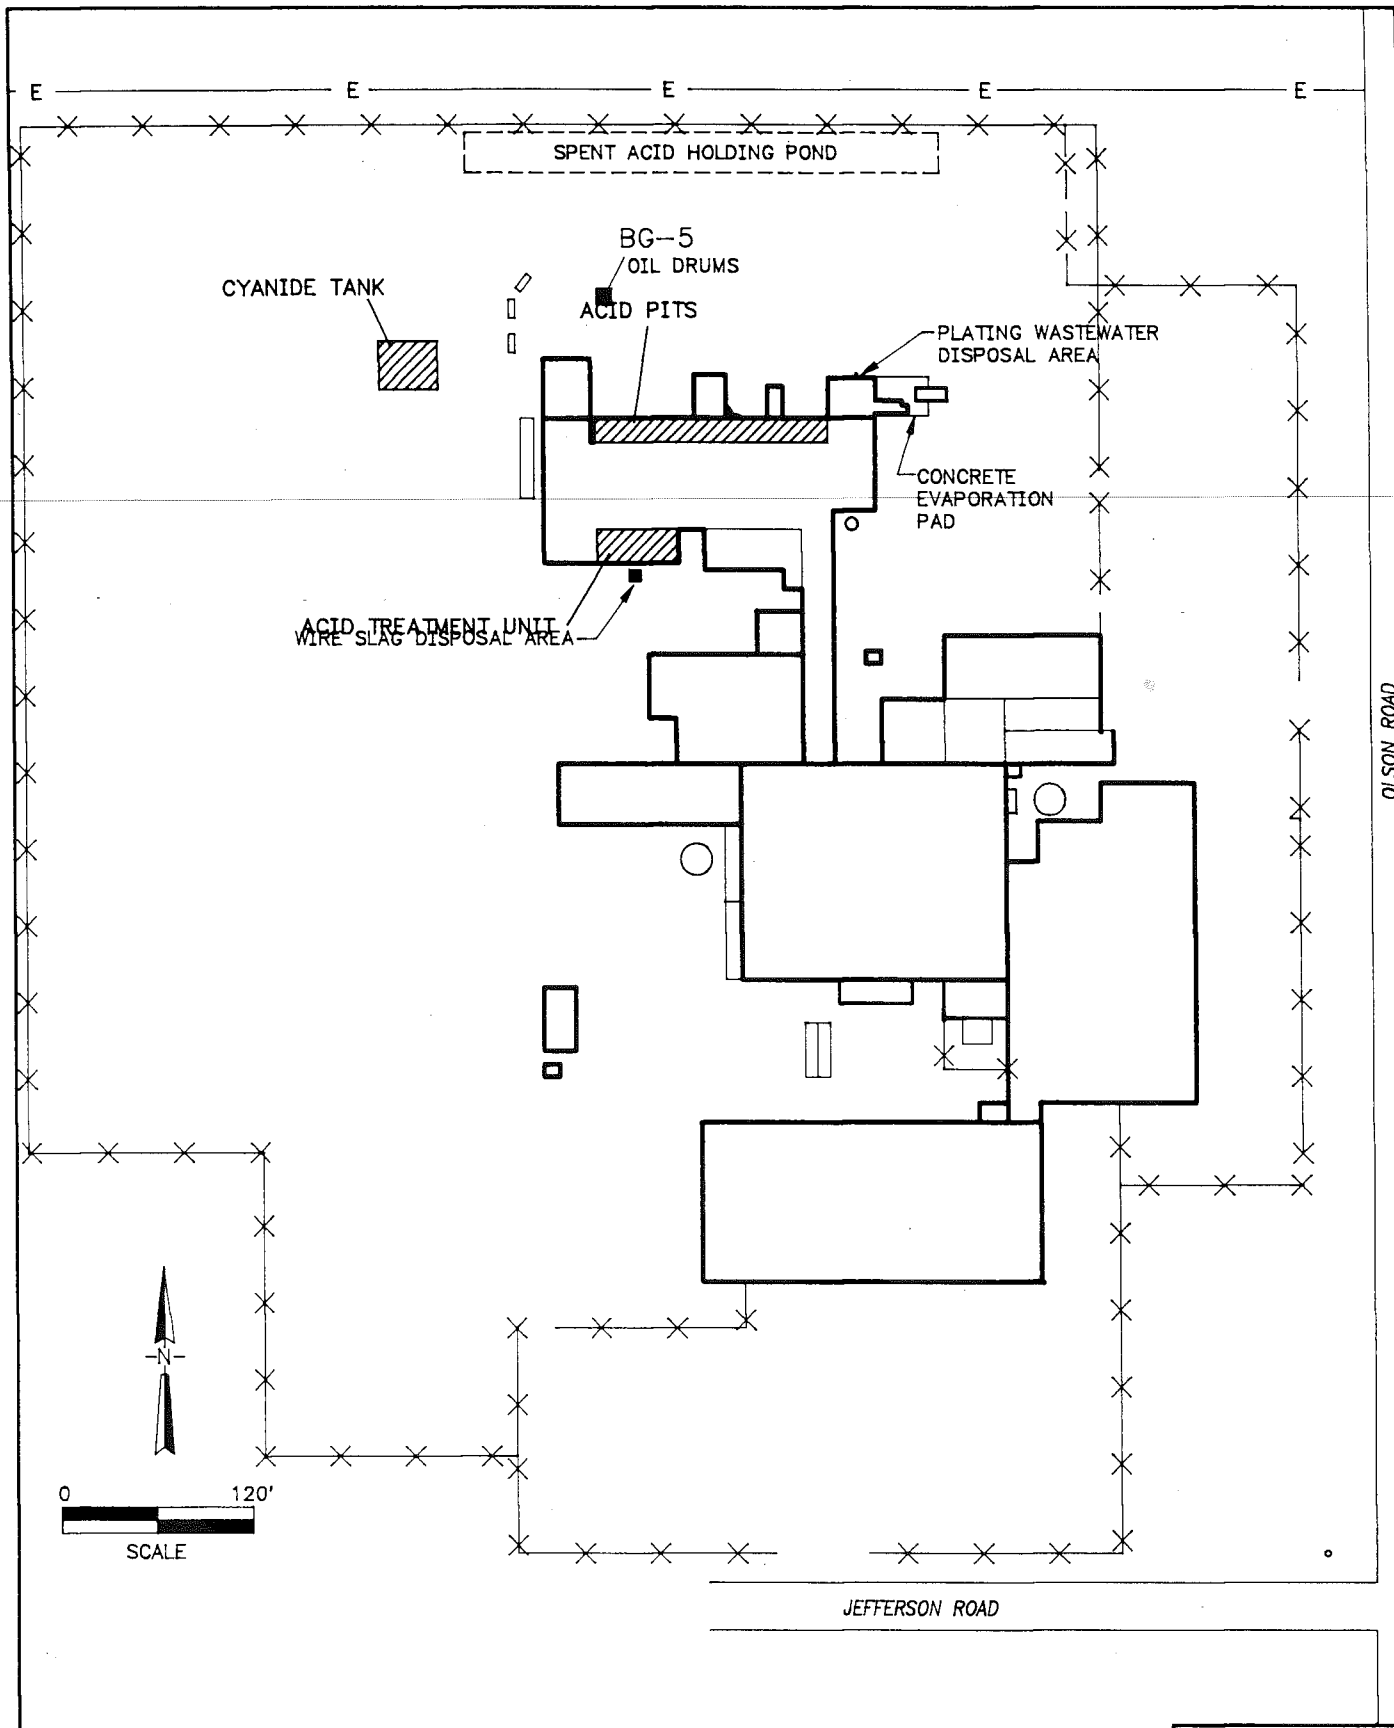 E E E E E
SPENT ACID HOLDING POND
BG-5
OIL DRUMS
CYANIDE TANK
ACID PITS
PLATING WASTEWATER
DISPOSAL AREA
CONCRETE
EVAPORATION
PAD
ACID TREATMENT UNIT
WIRE SLAG DISPOSAL AREA
OLSON ROAD
-N-
0 120'
SCALE
JEFFERSON ROAD